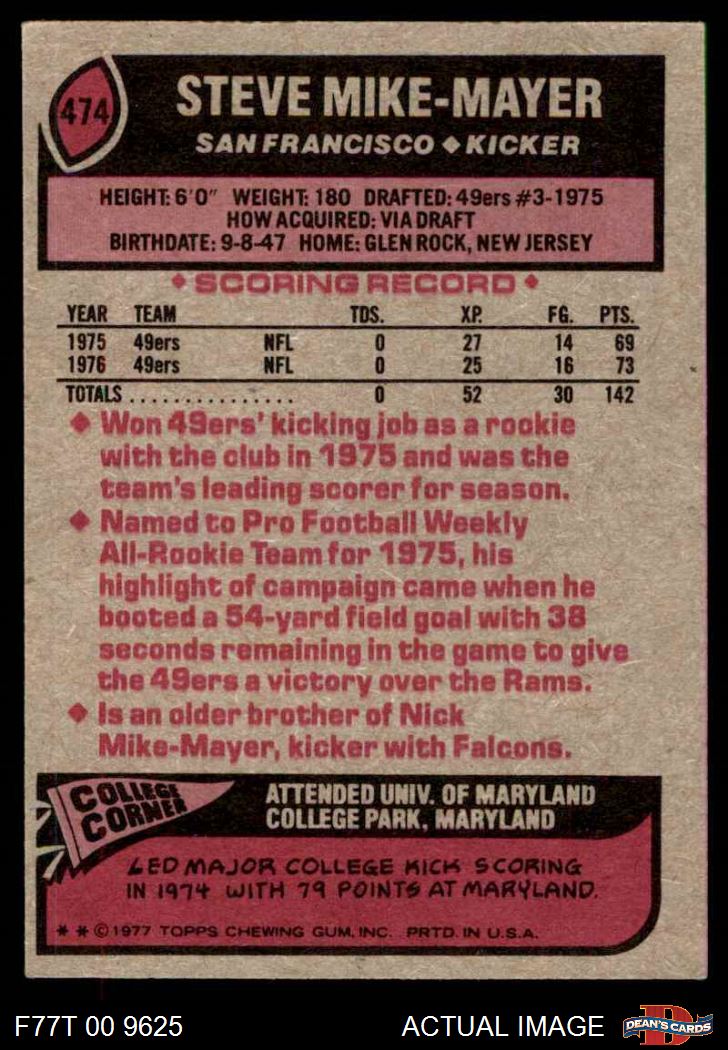 474
STEVE MIKE-MAYER
SAN FRANCISCO ◆ KICKER
HEIGHT: 6'0" WEIGHT: 180 DRAFTED: 49ers #3-1975
HOW ACQUIRED: VIA DRAFT
BIRTHDATE: 9-8-47 HOME: GLEN ROCK, NEW JERSEY
◆ SCORING RECORD ◆
YEAR TEAM TDS. XP. FG. PTS.
1975 49ers NFL 0 27 14 69
1976 49ers NFL 0 25 16 73
TOTALS ............... 0 52 30 142
◆ Won 49ers' kicking job as a rookie
with the club in 1975 and was the
team's leading scorer for season.
◆ Named to Pro Football Weekly
All-Rookie Team for 1975, his
highlight of campaign came when he
booted a 54-yard field goal with 38
seconds remaining in the game to give
the 49ers a victory over the Rams.
◆ Is an older brother of Nick
Mike-Mayer, kicker with Falcons.
COLLEGE
CORNER
ATTENDED UNIV. OF MARYLAND
COLLEGE PARK, MARYLAND
LED MAJOR COLLEGE KICK SCORING
IN 1974 WITH 79 POINTS AT MARYLAND.
* * © 1977 TOPPS CHEWING GUM, INC. PRTD. IN U.S.A.
F77T 00 9625 ACTUAL IMAGE
D
DEAN'S CARDS